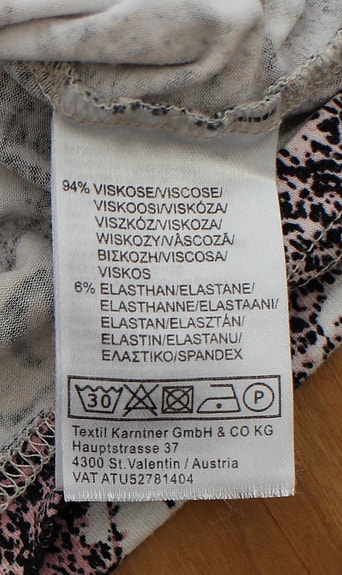 94% VISKOSE/VISCOSE/
VISKOOSI/VISKÓZA/
VISZKÓZ/VISKOZA/
WISKOZY/VÂSCOZĂ/
ΒΙΣΚΟΖΗ/VISCOSA/
VISKOS
6% ELASTHAN/ELASTANE/
ELASTHANNE/ELASTAANI/
ELASTAN/ELASZTÁN/
ELASTIN/ELASTANU/
ΕΛΑΣΤΙΚΟ/SPANDEX
30 P
Textil Karntner GmbH & CO KG
Hauptstrasse 37
4300 St.Valentin / Austria
VAT ATU52781404